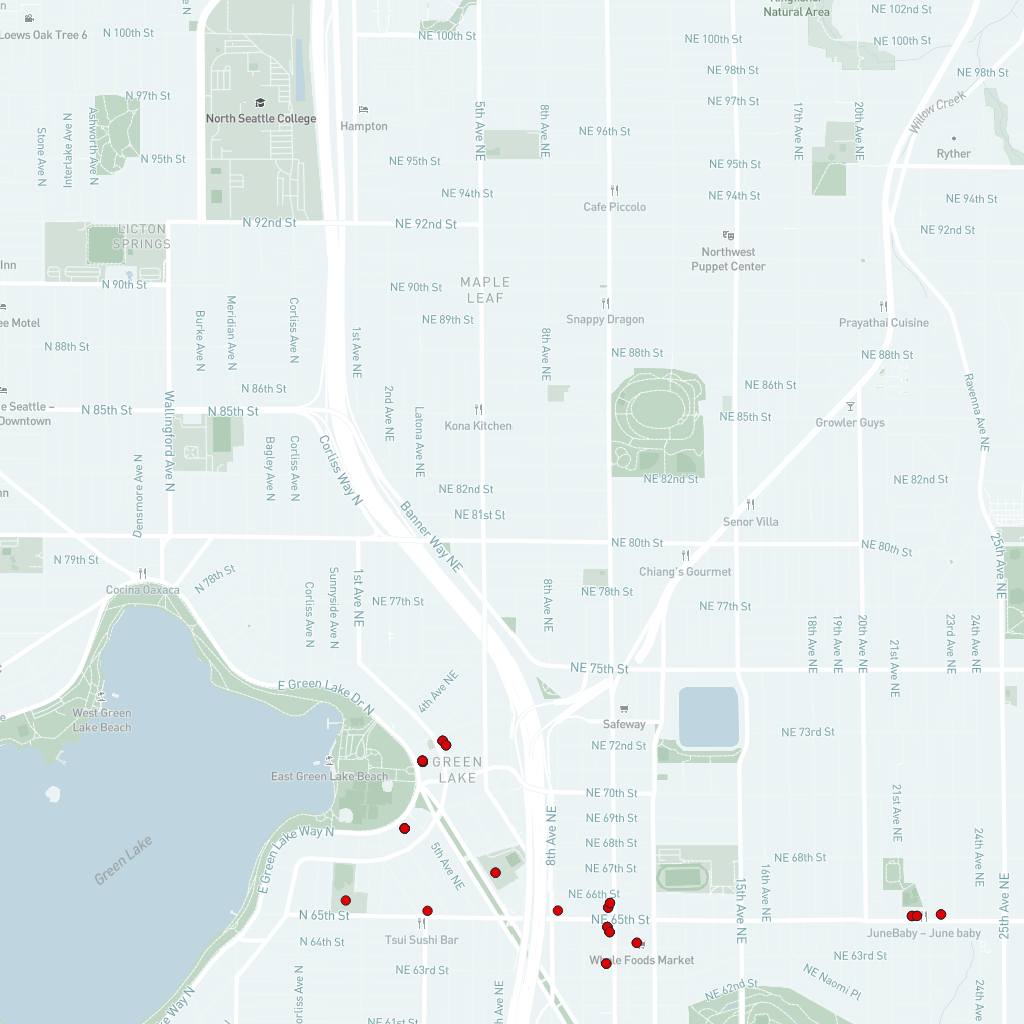 Natural Area
NE 102nd St
Loews Oak Tree 6
N 100th St
NE 100th St
NE 100th St
NE 100th St
NE 98th St
NE 98th St
N 97th St
NE 97th St
Stone Ave N
Intertake Ave N
Ashworth Ave N
North Seattle College
Hampton
5th Ave NE
8th Ave NE
NE 96th St
17th Ave NE
20th Ave NE
Willow Creek
Ryther
N 95th St
NE 95th St
NE 95th St
NE 94th St
NE 94th St
NE 94th St
Cafe Piccolo
N 92nd St
NE 92nd St
NE 92nd St
LICTON
SPRINGS
Northwest
Puppet Center
Inn
N 90th St
NE 90th St
MAPLE
LEAF
Burke Ave N
Meridian Ave N
Corliss Ave N
1st Ave NE
NE 89th St
Snappy Dragon
8th Ave NE
Prayathai Cuisine
ee Motel
N 88th St
NE 88th St
NE 88th St
N 86th St
NE 86th St
2nd Ave NE
Latona Ave NE
Ravenna Ave NE
Wallingford Ave N
e Seattle –
Downtown
N 85th St
N 85th St
NE 85th St
Kona Kitchen
Growler Guys
Densmore Ave N
Bagley Ave N
Corliss Ave N
Corliss Way N
NE 82nd St
NE 82nd St
NE 82nd St
Banner Way NE
NE 81st St
Senor Villa
NE 80th St
NE 80th St
25th Ave NE
N 79th St
N 78th St
Cocina Oaxaca
Chiang's Gourmet
Corliss Ave N
Sunnyside Ave N
1st Ave NE
NE 77th St
8th Ave NE
NE 78th St
NE 77th St
18th Ave NE
19th Ave NE
20th Ave NE
21st Ave NE
23rd Ave NE
24th Ave NE
NE 75th St
E Green Lake Dr N
4th Ave NE
West Green
Lake Beach
Safeway
NE 73rd St
NE 72nd St
GREEN
LAKE
East Green Lake Beach
NE 70th St
21st Ave NE
NE 69th St
8th Ave NE
E Green Lake Way N
NE 68th St
NE 68th St
24th Ave NE
Green Lake
5th Ave NE
NE 67th St
15th Ave NE
16th Ave NE
25th Ave NE
NE 66th St
N 65th St
NE 65th St
Tsui Sushi Bar
JuneBaby – June baby
N 64th St
NE 63rd St
Whole Foods Market
NE 63rd St
NE Naomi Pl
NE 62nd St
orliss Ave N
h Ave NE
24th Ave
ke Way N
NE 61st St